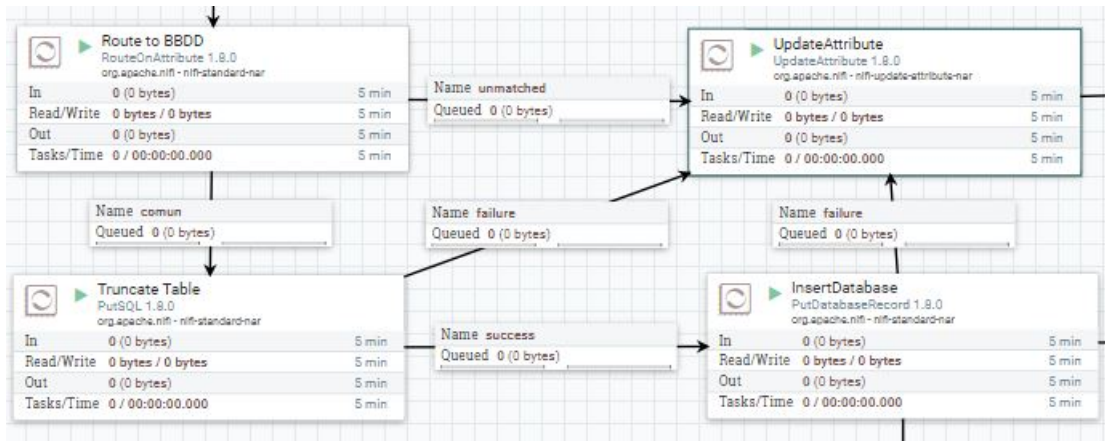 Route to BBDD
RouteOnAttribute 1.8.0
org.apache.nifi - nifi-standard-nar
In 0 (0 bytes) 5 min
Read/Write 0 bytes / 0 bytes 5 min
Out 0 (0 bytes) 5 min
Tasks/Time 0 / 00:00:00.000 5 min
Name unmatched
Queued 0 (0 bytes)
UpdateAttribute
UpdateAttribute 1.8.0
org.apache.nifi - nifi-update-attribute-nar
In 0 (0 bytes) 5 min
Read/Write 0 bytes / 0 bytes 5 min
Out 0 (0 bytes) 5 min
Tasks/Time 0 / 00:00:00.000 5 min
Name comun
Queued 0 (0 bytes)
Name failure
Queued 0 (0 bytes)
Name failure
Queued 0 (0 bytes)
Truncate Table
PutSQL 1.8.0
org.apache.nifi - nifi-standard-nar
In 0 (0 bytes) 5 min
Read/Write 0 bytes / 0 bytes 5 min
Out 0 (0 bytes) 5 min
Tasks/Time 0 / 00:00:00.000 5 min
Name success
Queued 0 (0 bytes)
InsertDatabase
PutDatabaseRecord 1.8.0
org.apache.nifi - nifi-standard-nar
In 0 (0 bytes) 5 min
Read/Write 0 bytes / 0 bytes 5 min
Out 0 (0 bytes) 5 min
Tasks/Time 0 / 00:00:00.000 5 min